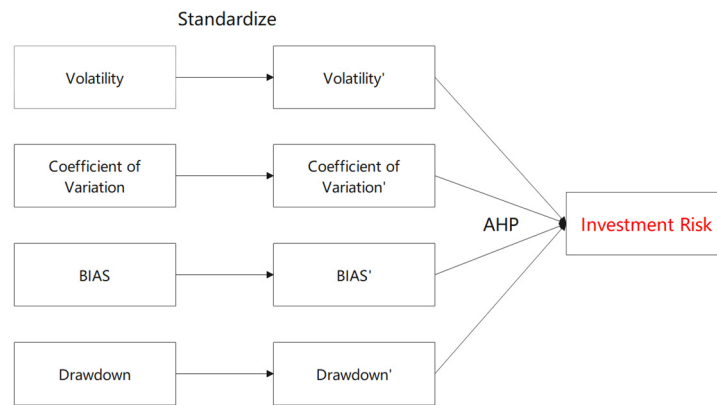 Standardize
Volatility
Volatility'
Coefficient of
Variation
Coefficient of
Variation'
AHP
Investment Risk
BIAS
BIAS'
Drawdown
Drawdown'